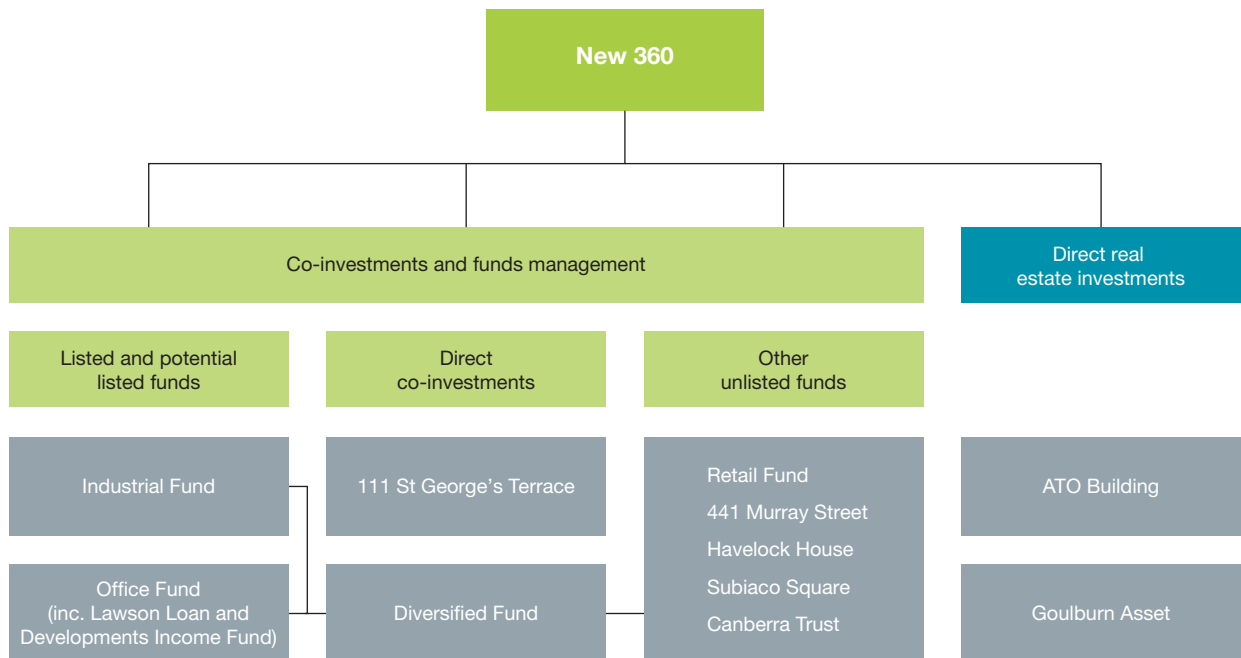 New 360
Co-investments and funds management
Direct real
estate investments
Listed and potential
listed funds
Direct
co-investments
Other
unlisted funds
Industrial Fund
111 St George's Terrace
Retail Fund
441 Murray Street
Havelock House
Subiaco Square
Canberra Trust
ATO Building
Office Fund
(inc. Lawson Loan and
Developments Income Fund)
Diversified Fund
Goulburn Asset